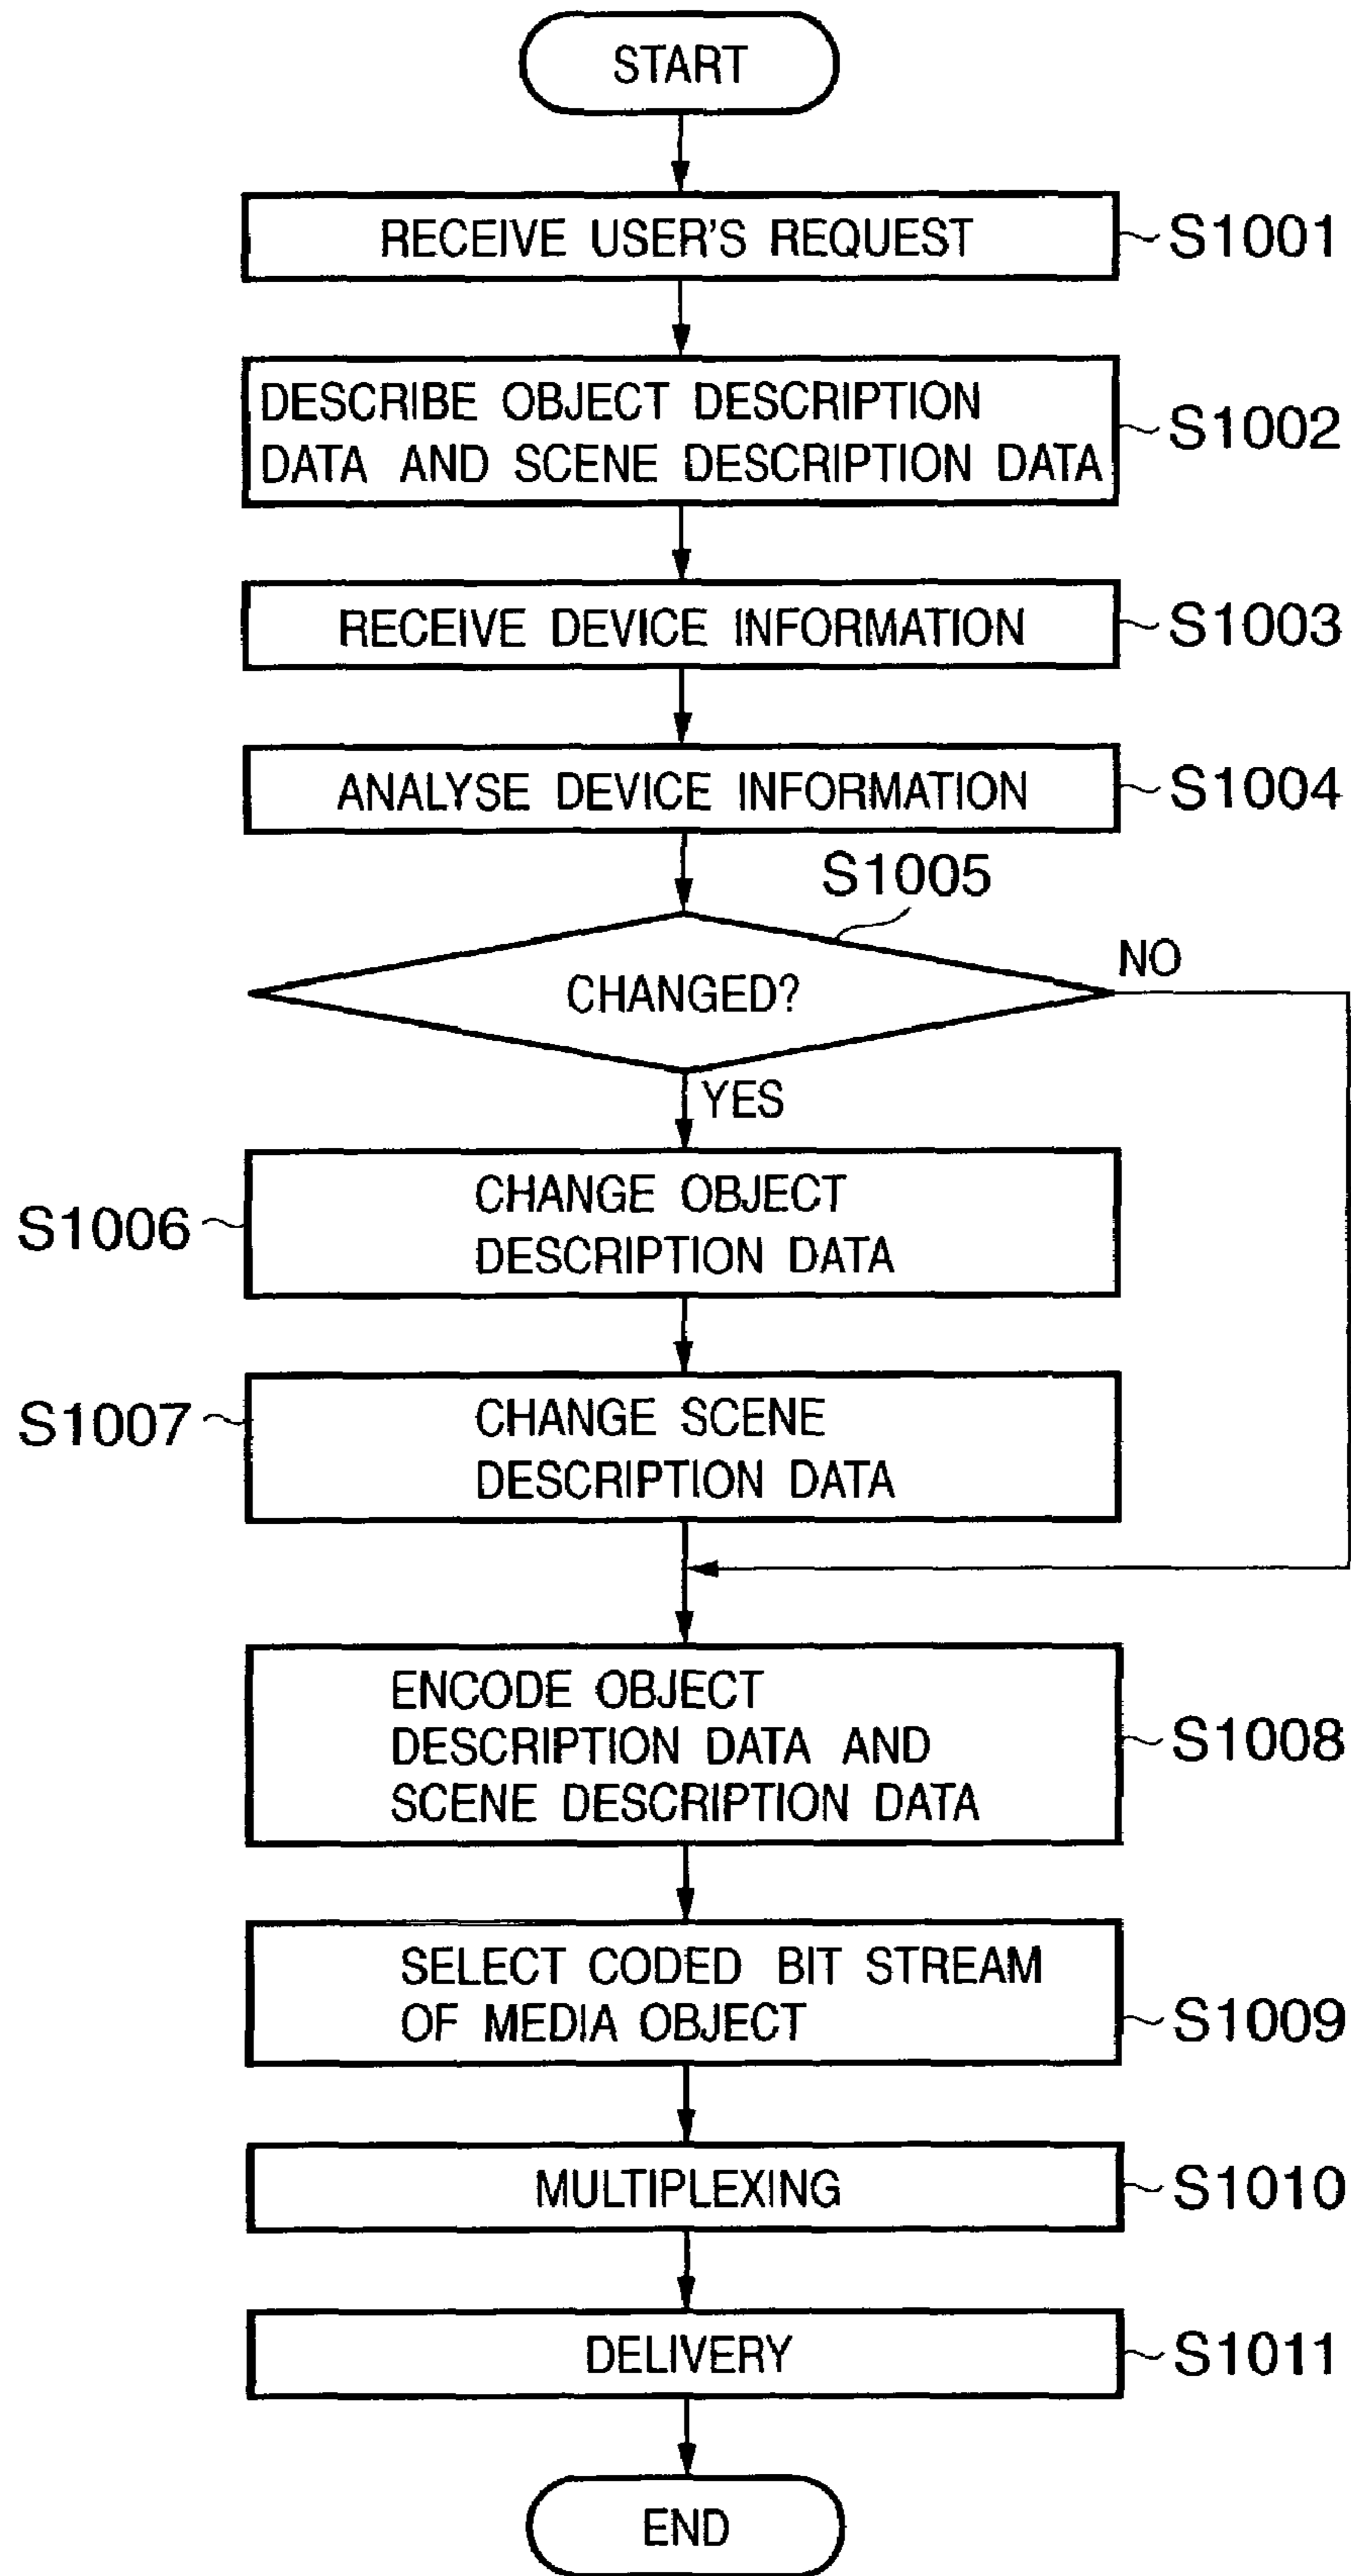 START
RECEIVE USER'S REQUEST
S1001
DESCRIBE OBJECT DESCRIPTION
DATA AND SCENE DESCRIPTION DATA
S1002
RECEIVE DEVICE INFORMATION
S1003
ANALYSE DEVICE INFORMATION
S1004
S1005
CHANGED?
NO
YES
CHANGE OBJECT
DESCRIPTION DATA
S1006
CHANGE SCENE
DESCRIPTION DATA
S1007
ENCODE OBJECT
DESCRIPTION DATA AND
SCENE DESCRIPTION DATA
S1008
SELECT CODED BIT STREAM
OF MEDIA OBJECT
S1009
MULTIPLEXING
S1010
DELIVERY
S1011
END